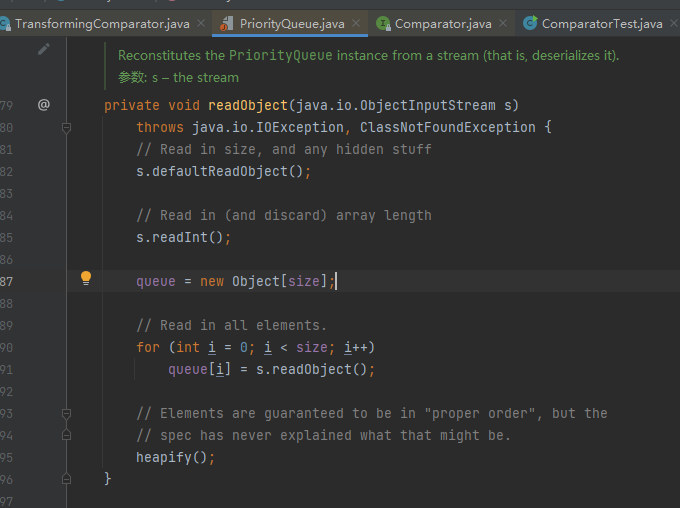 TransformingComparator.java × PriorityQueue.java × Comparator.java × ComparatorTest.java ×
Reconstitutes the PriorityQueue instance from a stream (that is, deserializes it).
参数: s – the stream
79 @ private void readObject(java.io.ObjectInputStream s)
80 throws java.io.IOException, ClassNotFoundException {
81 // Read in size, and any hidden stuff
82 s.defaultReadObject();
83
84 // Read in (and discard) array length
85 s.readInt();
86
87 queue = new Object[size];
88
89 // Read in all elements.
90 for (int i = 0; i < size; i++)
91 queue[i] = s.readObject();
92
93 // Elements are guaranteed to be in "proper order", but the
94 // spec has never explained what that might be.
95 heapify();
96 }
97